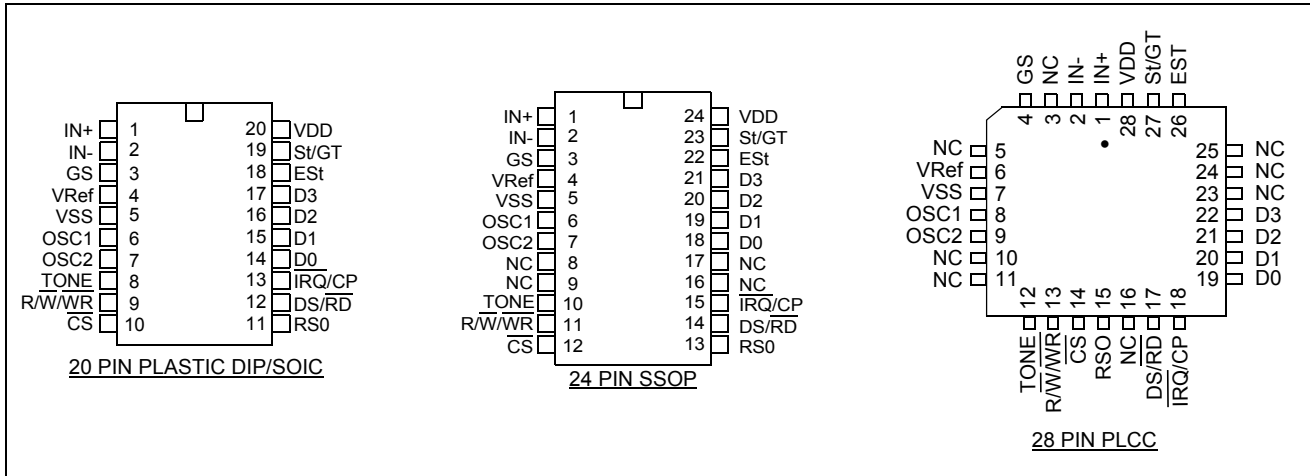 IN+ 1 20 VDD
IN- 2 19 St/GT
GS 3 18 ESt
VRef 4 17 D3
VSS 5 16 D2
OSC1 6 15 D1
OSC2 7 14 D0
TONE 8 13 I̅R̅Q̅/CP
R/W̅/W̅R̅ 9 12 DS/R̅D̅
C̅S̅ 10 11 RS0
20 PIN PLASTIC DIP/SOIC
IN+ 1 24 VDD
IN- 2 23 St/GT
GS 3 22 ESt
VRef 4 21 D3
VSS 5 20 D2
OSC1 6 19 D1
OSC2 7 18 D0
NC 8 17 NC
NC 9 16 NC
TONE 10 15 I̅R̅Q̅/CP
R/W̅/W̅R̅ 11 14 DS/R̅D̅
C̅S̅ 12 13 RS0
24 PIN SSOP
GS NC IN- IN+ VDD St/GT EST
4 3 2 1 28 27 26
NC 5 25 NC
VRef 6 24 NC
VSS 7 23 NC
OSC1 8 22 D3
OSC2 9 21 D2
NC 10 20 D1
NC 11 19 D0
12 13 14 15 16 17 18
TONE R/W/WR CS RSO NC DS/RD IRQ/CP
28 PIN PLCC